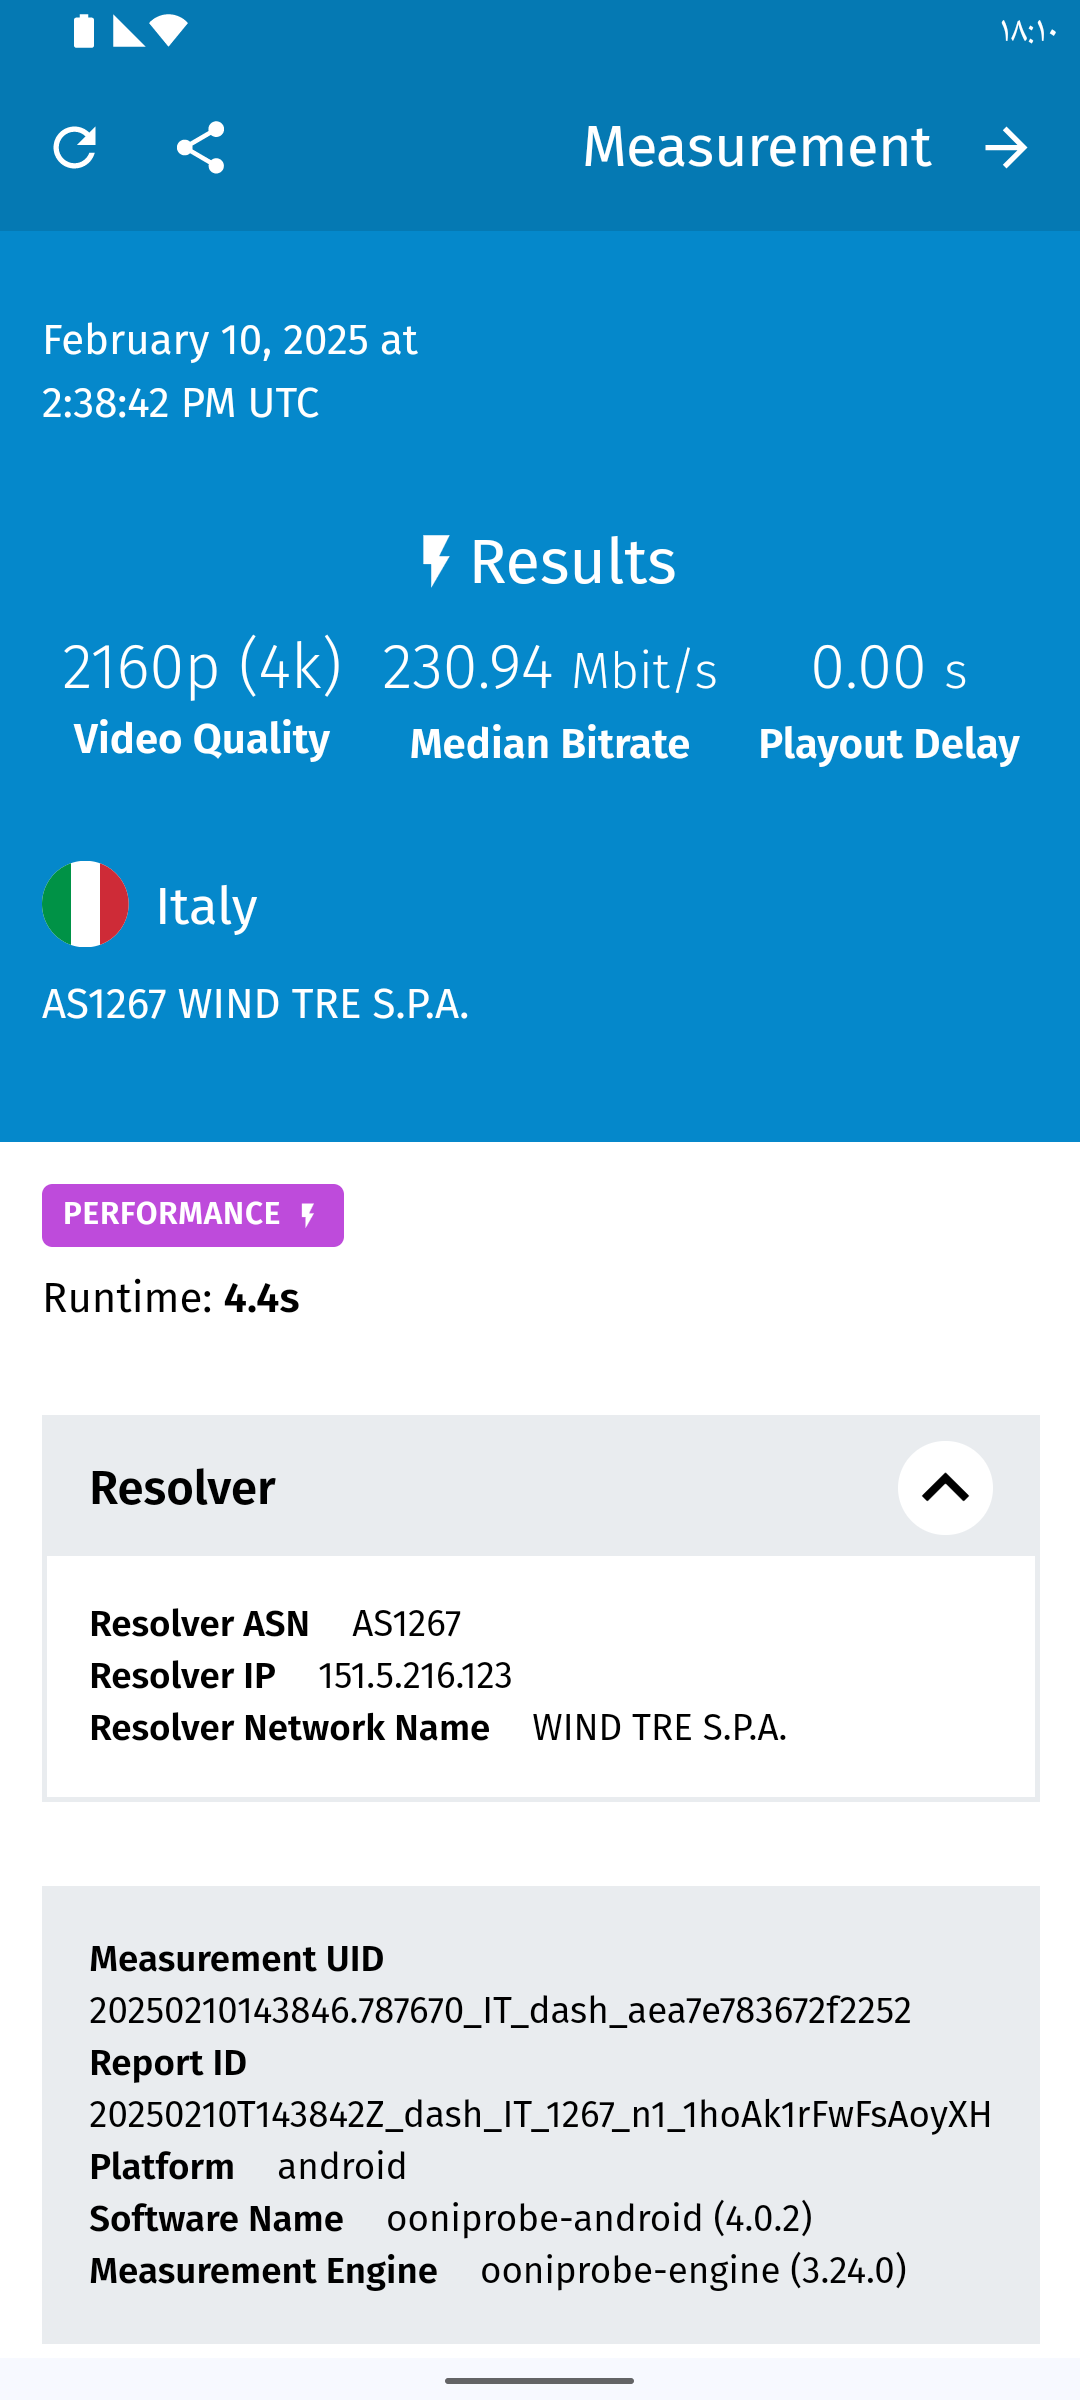 ۱۸:۱۰
Measurement
February 10, 2025 at
2:38:42 PM UTC
Results
2160p (4k) 230.94 Mbit/s 0.00 s
Video Quality Median Bitrate Playout Delay
Italy
AS1267 WIND TRE S.P.A.
PERFORMANCE
Runtime: 4.4s
Resolver
Resolver ASN AS1267
Resolver IP 151.5.216.123
Resolver Network Name WIND TRE S.P.A.
Measurement UID
20250210143846.787670_IT_dash_aea7e783672f2252
Report ID
20250210T143842Z_dash_IT_1267_n1_1hoAk1rFwFsAoyXH
Platform android
Software Name ooniprobe-android (4.0.2)
Measurement Engine ooniprobe-engine (3.24.0)